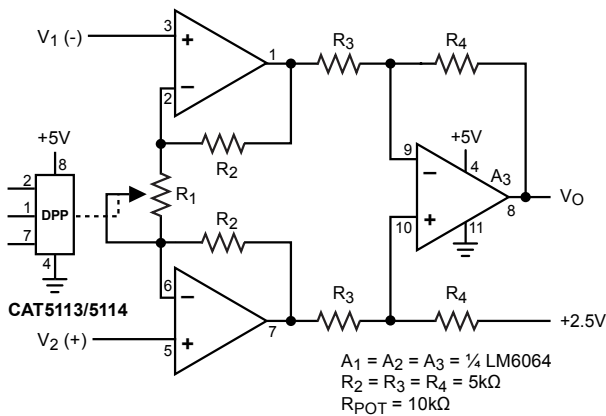 V1 (-)
3
+
1
R3
R4
2
−
+5V
8
R2
+5V
9
−
4
A3
2
1
7
DPP
R1
VO
8
R2
10
+
11
4
CAT5113/5114
6
−
R3
R4
7
+2.5V
V2 (+)
5
+
A1 = A2 = A3 = ¼ LM6064
R2 = R3 = R4 = 5kΩ
RPOT = 10kΩ